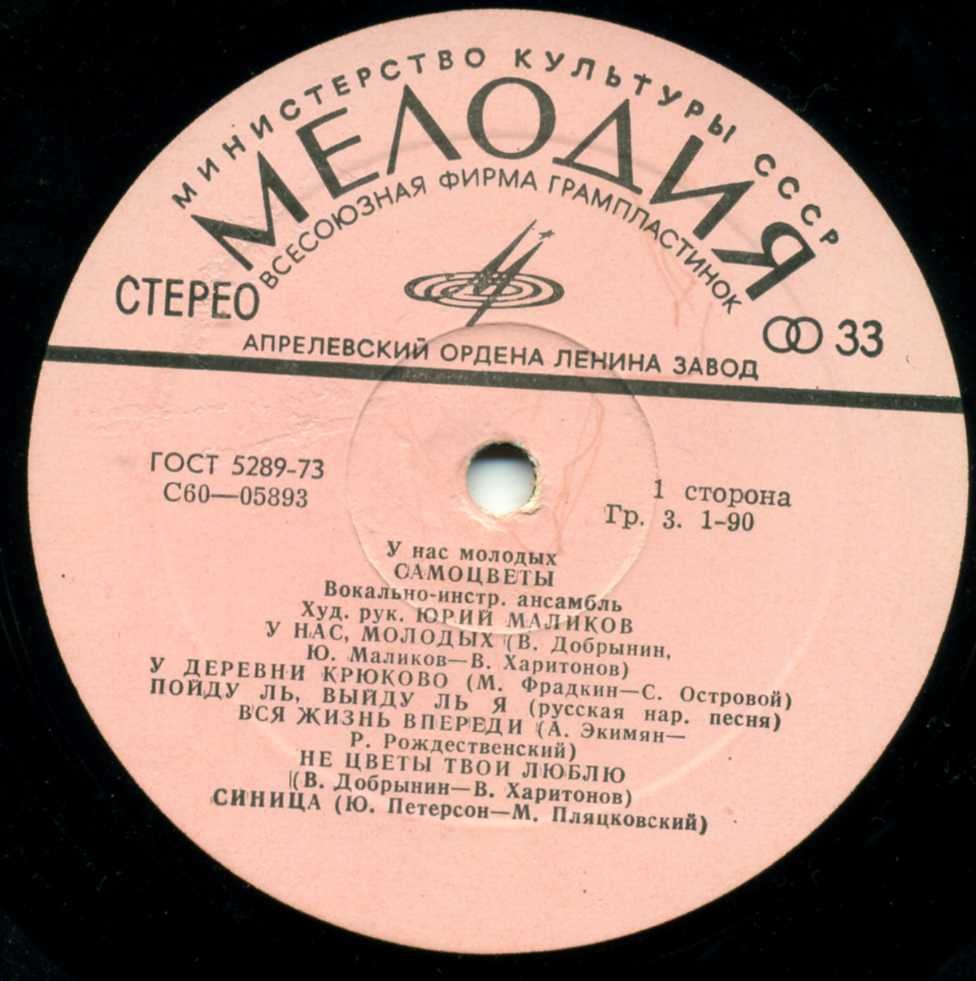 МИНИСТЕРСТВО КУЛЬТУРЫ СССР
МЕЛОДИЯ
ВСЕСОЮЗНАЯ ФИРМА ГРАМПЛАСТИНОК
СТЕРЕО
33
АПРЕЛЕВСКИЙ ОРДЕНА ЛЕНИНА ЗАВОД
ГОСТ 5289-73
С60—05893
1 сторона
Гр. 3. 1-90
У нас молодых
САМОЦВЕТЫ
Вокально-инстр. ансамбль
Худ. рук. ЮРИЙ МАЛИКОВ
У НАС, МОЛОДЫХ (В. Добрынин,
Ю. Маликов—В. Харитонов)
У ДЕРЕВНИ КРЮКОВО (М. Фрадкин—С. Островой)
ПОЙДУ ЛЬ, ВЫЙДУ ЛЬ Я (русская нар. песня)
ВСЯ ЖИЗНЬ ВПЕРЕДИ (А. Экимян—
Р. Рождественский)
НЕ ЦВЕТЫ ТВОИ ЛЮБЛЮ
(В. Добрынин—В. Харитонов)
СИНИЦА (Ю. Петерсон—М. Пляцковский)